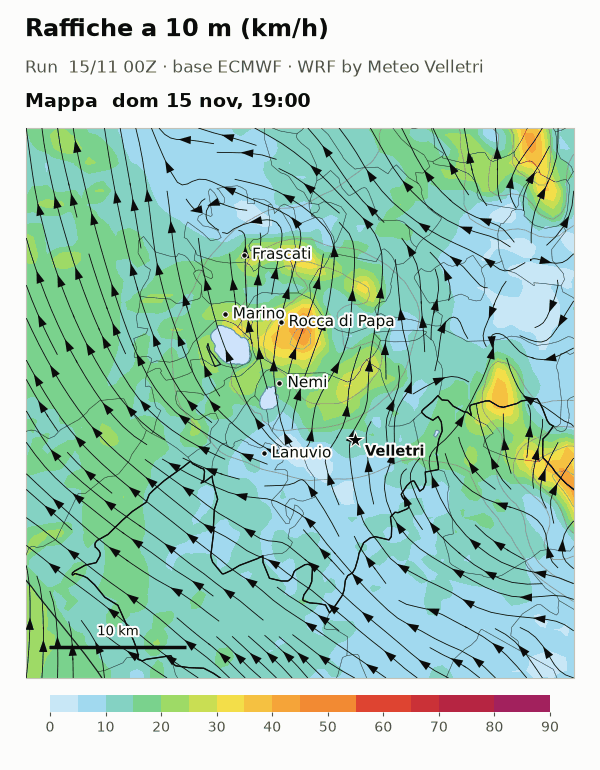 Raffiche a 10 m (km/h)
Run  15/11 00Z · base ECMWF · WRF by Meteo Velletri
Mappa  dom 15 nov, 19:00
Frascati
Marino
Rocca di Papa
Nemi
Velletri
Lanuvio
10 km
0 10 20 30 40 50 60 70 80 90